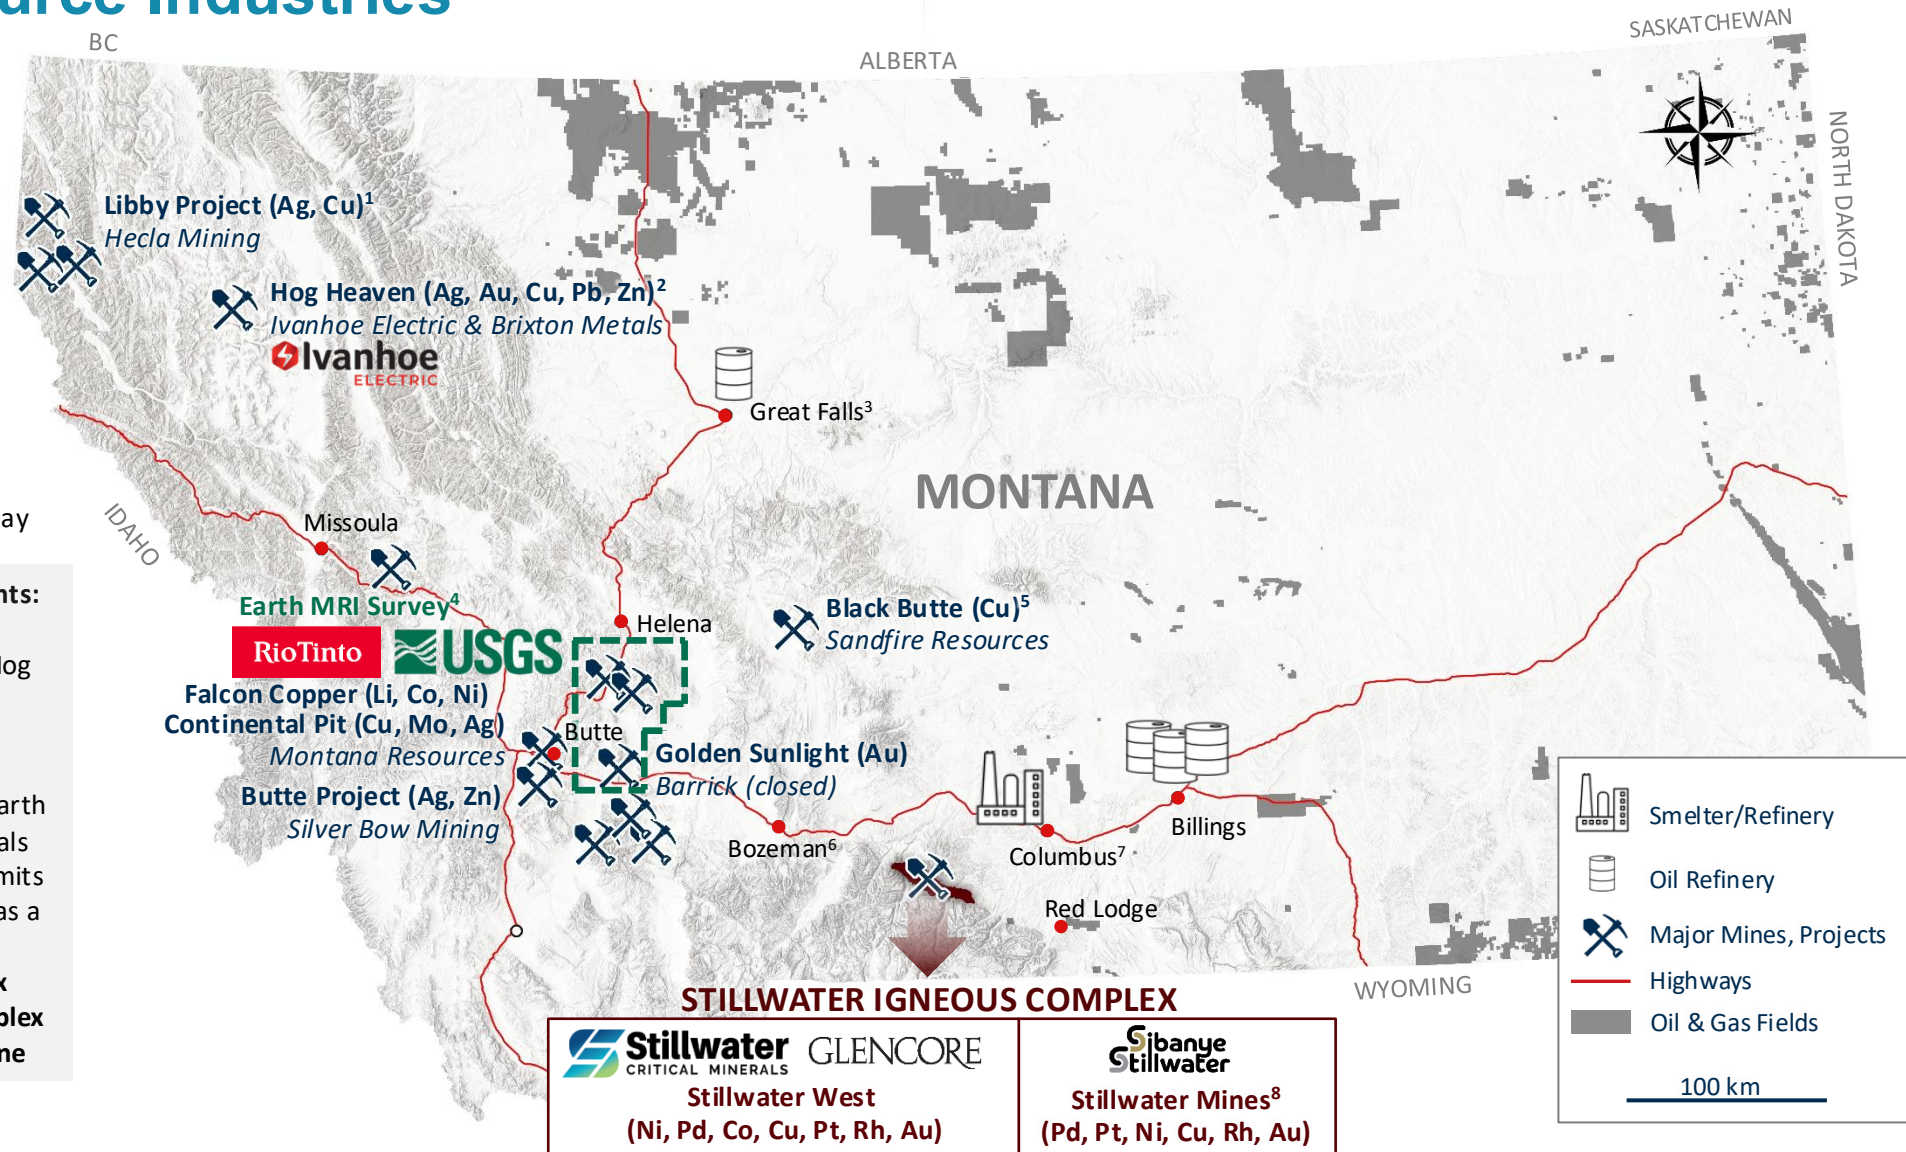 urce Industries
BC
ALBERTA
SASKATCHEWAN
NORTH DAKOTA
Libby Project (Ag, Cu)1
Hecla Mining
Hog Heaven (Ag, Au, Cu, Pb, Zn)2
Ivanhoe Electric & Brixton Metals
Ivanhoe
ELECTRIC
Great Falls3
MONTANA
IDAHO
Missoula
ay
nts:
log
arth
als
mits
as a
x
plex
ne
Earth MRI Survey4
RioTinto
USGS
Helena
Black Butte (Cu)5
Sandfire Resources
Falcon Copper (Li, Co, Ni)
Continental Pit (Cu, Mo, Ag)
Montana Resources
Butte
Golden Sunlight (Au)
Barrick (closed)
Butte Project (Ag, Zn)
Silver Bow Mining
Bozeman6
Columbus7
Billings
Red Lodge
WYOMING
Smelter/Refinery
Oil Refinery
Major Mines, Projects
Highways
Oil & Gas Fields
100 km
STILLWATER IGNEOUS COMPLEX
Stillwater
CRITICAL MINERALS
GLENCORE
Stillwater West
(Ni, Pd, Co, Cu, Pt, Rh, Au)
Sibanye
Stillwater
Stillwater Mines8
(Pd, Pt, Ni, Cu, Rh, Au)